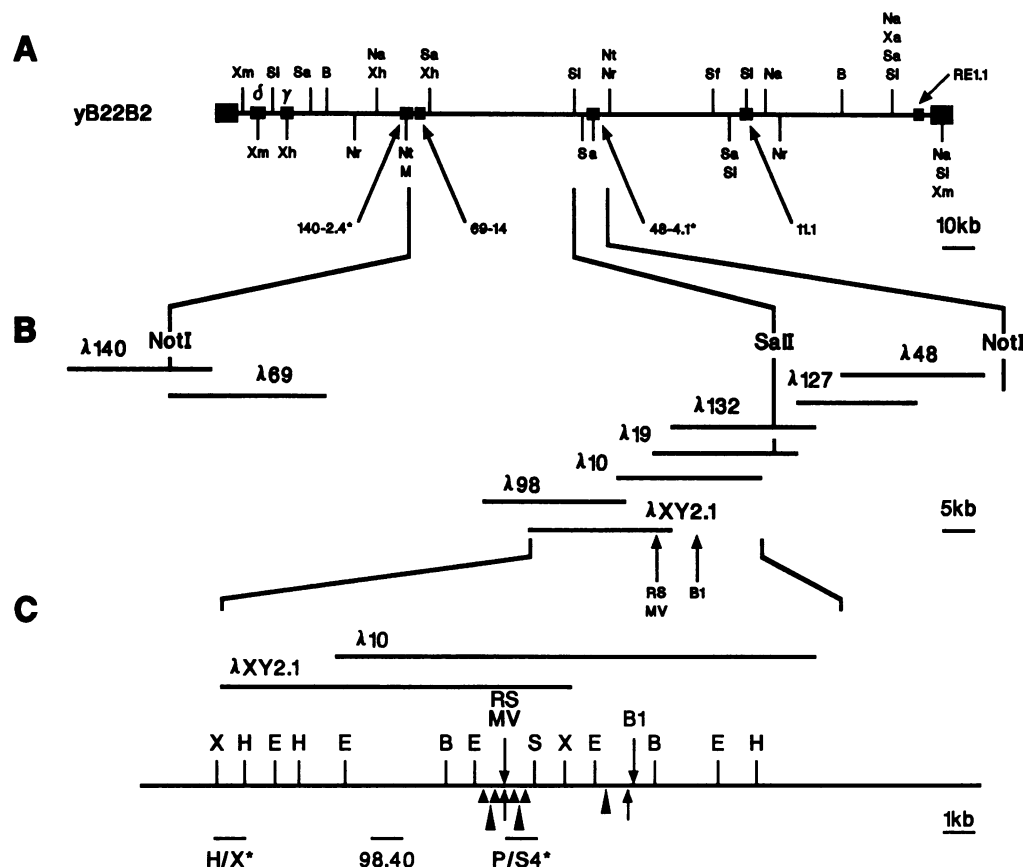 A
yB22B2
Xm δ Sl γ Sa B Na Xh Sa Xh Sl Nt Nr Sf Sl Na B Na Xa Sa Sl RE1.1
Xm Xh Nr Nt M Sa Sa Sl Nr Na Sl Xm
140-2.4* 69-14 48-4.1* 11.1
10kb
B
NotI SalI NotI
λ140 λ48
λ69 λ127
λ132
λ19
λ10
λ98
λXY2.1
5kb
RS B1
MV
C
λ10
λXY2.1
RS
MV B1
X H E H E B E S X E B E H
1kb
H/X* 98.40 P/S4*